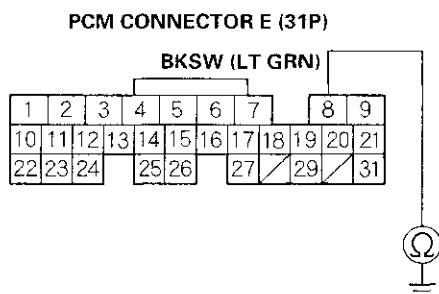 PCM CONNECTOR E (31P)
BKSW (LT GRN)
1 2 3 4 5 6 7 8 9
10 11 12 13 14 15 16 17 18 19 20 21
22 23 24 25 26 27 29 31
Ω